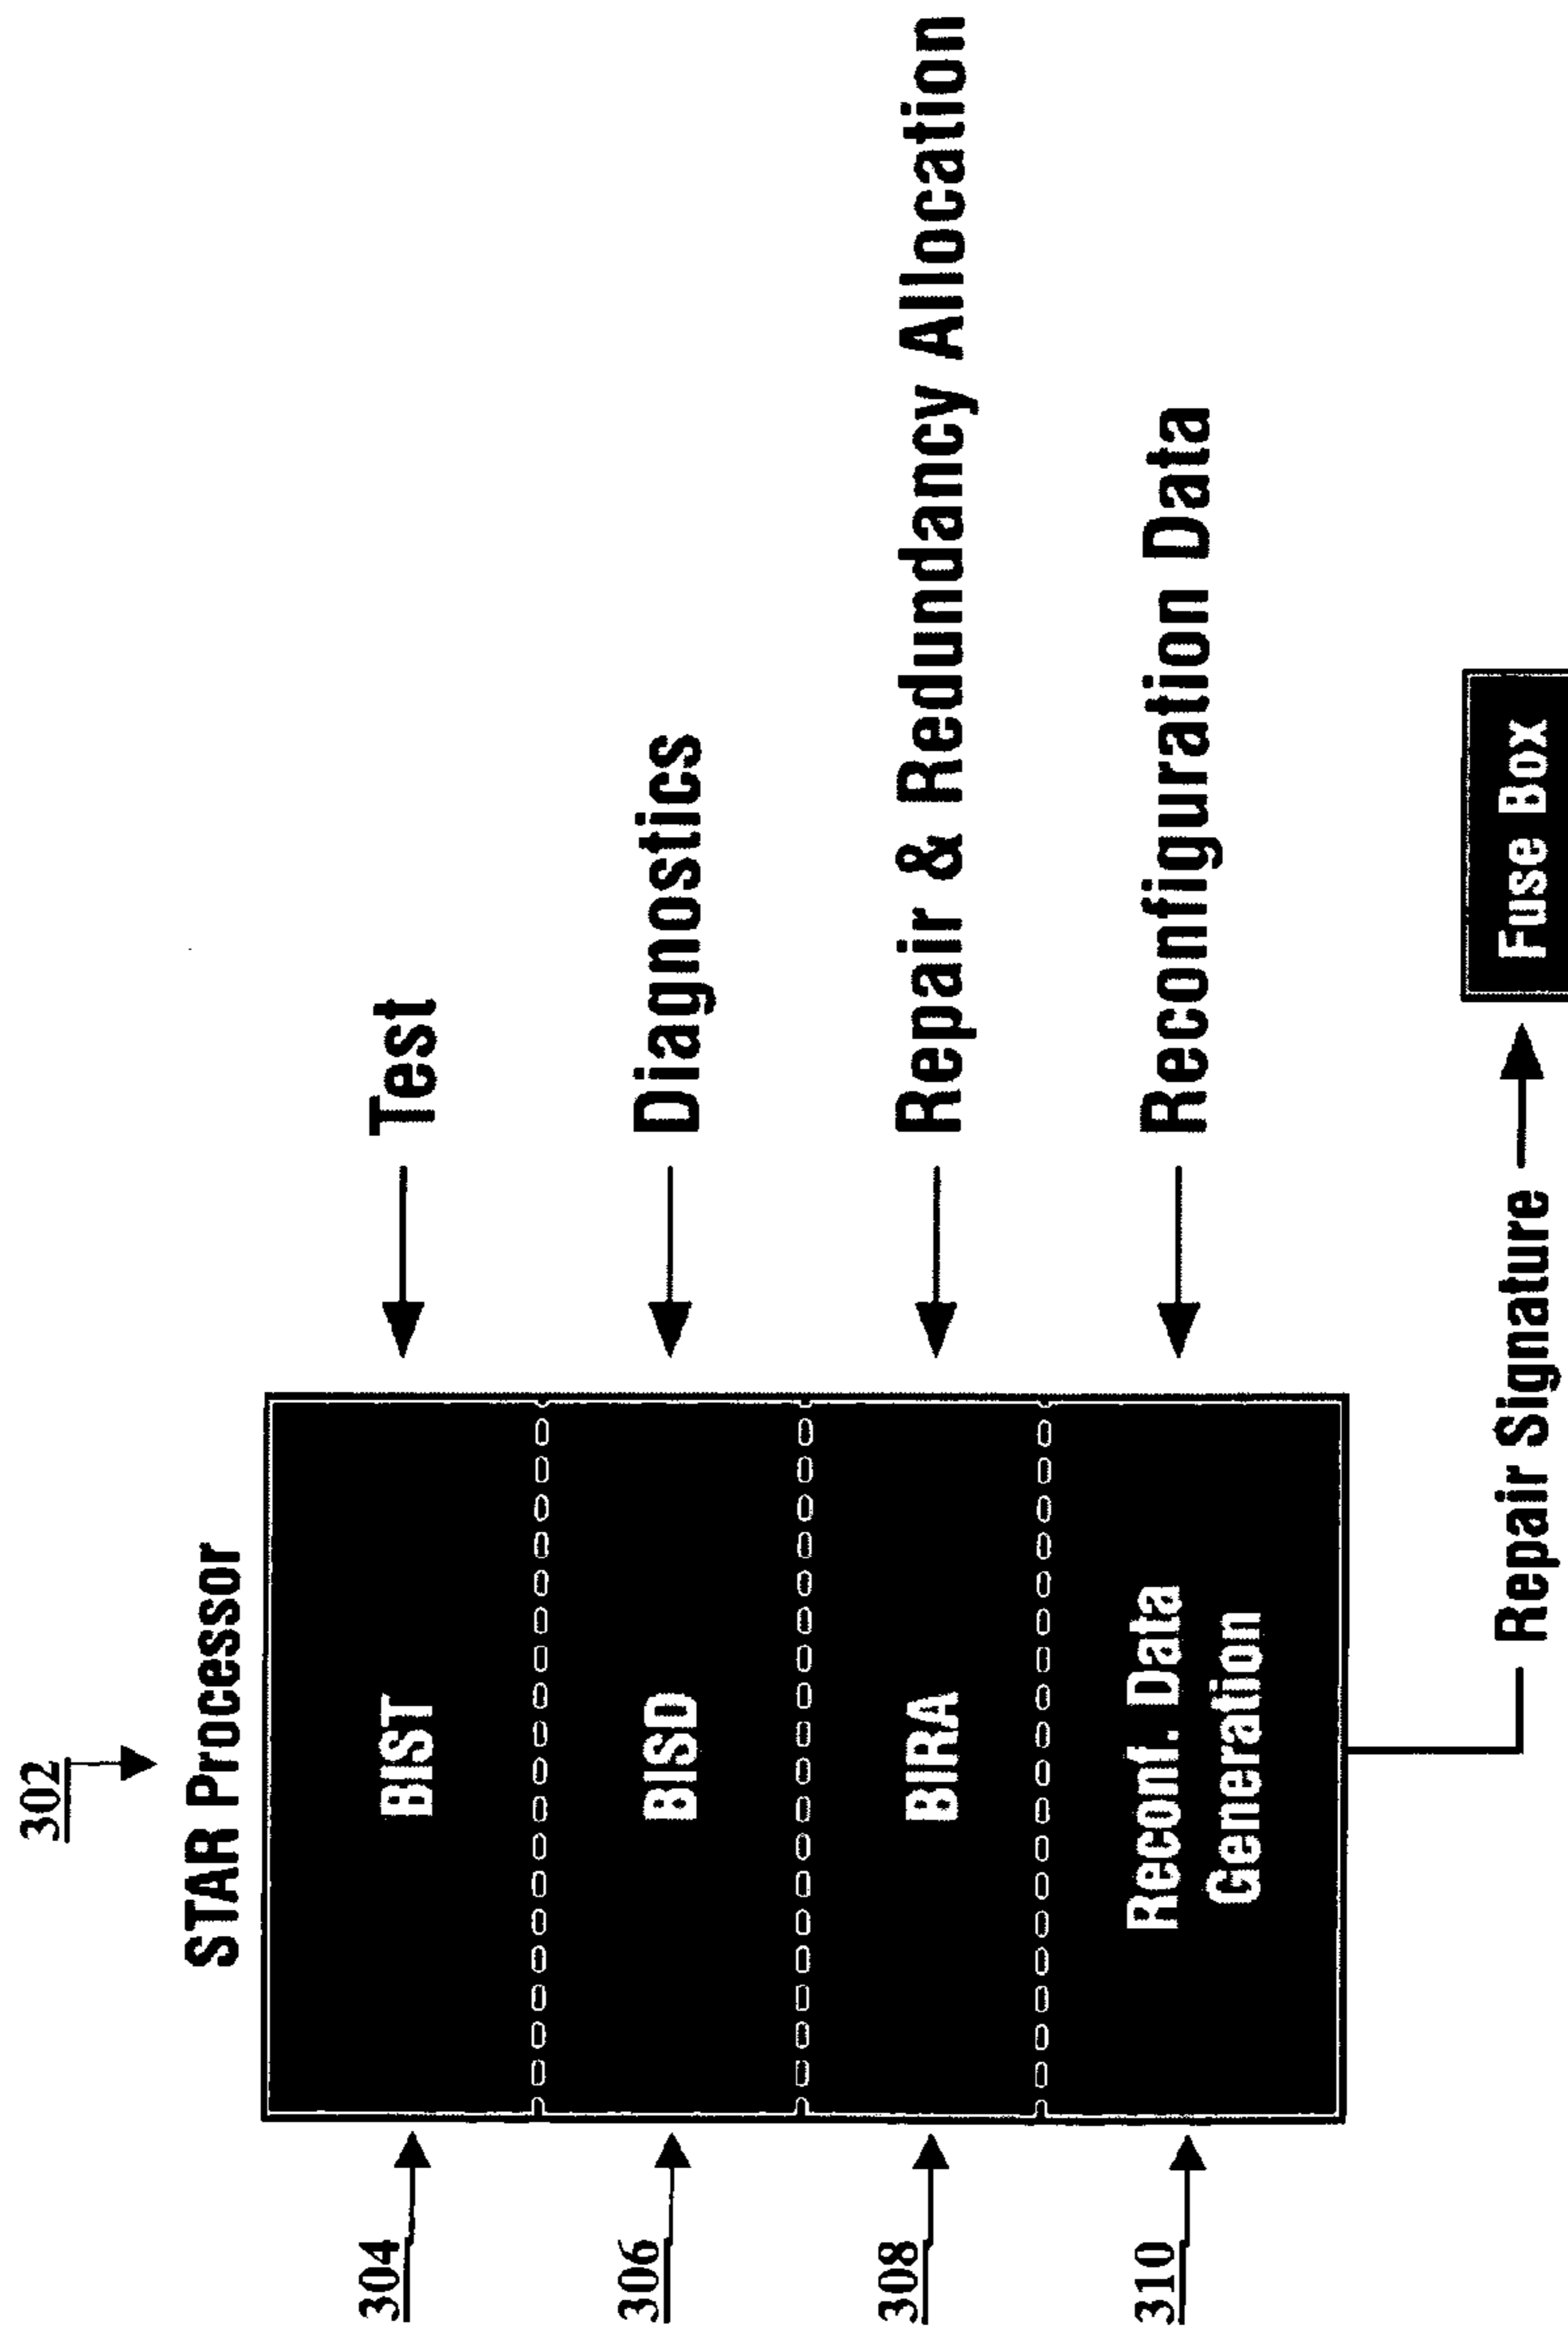 302
STAR Processor
304
BIST
Test
306
BISD
Diagnostics
308
BIRA
Repair & Redundancy Allocation
310
Reconf. Data
Generation
Reconfiguration Data
Repair Signature
Fuse Box